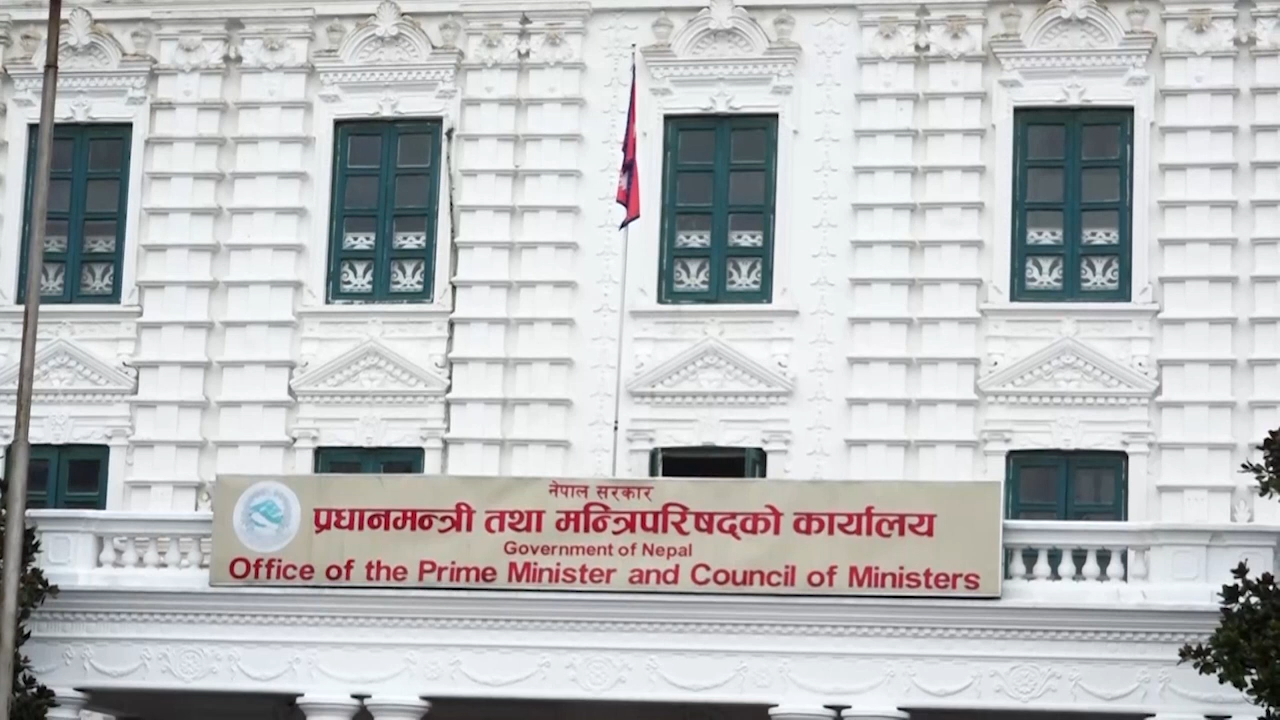 नेपाल सरकार
प्रधानमन्त्री तथा मन्त्रिपरिषद्को कार्यालय
Government of Nepal
Office of the Prime Minister and Council of Ministers